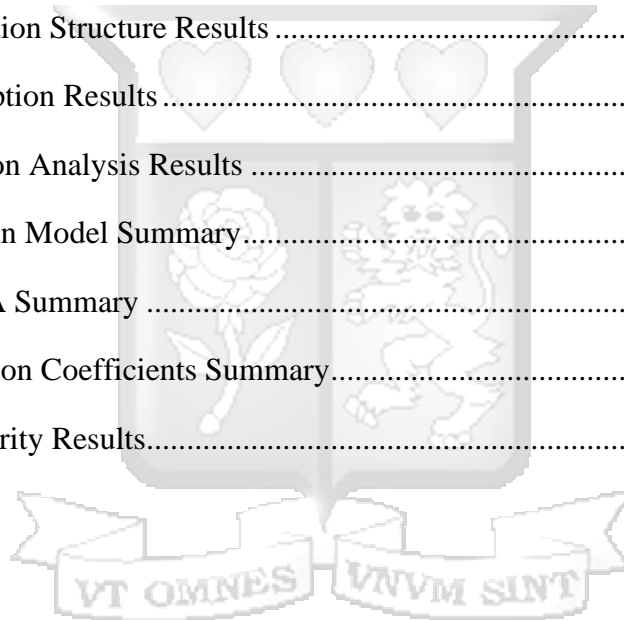 tion Structure Results ....................................................
ption Results ....................................................................
on Analysis Results .......................................................
n Model Summary.........................................................
A Summary ......................................................................
on Coefficients Summary............................................
rity Results......................................................................
VT OMNES VNVM SINT